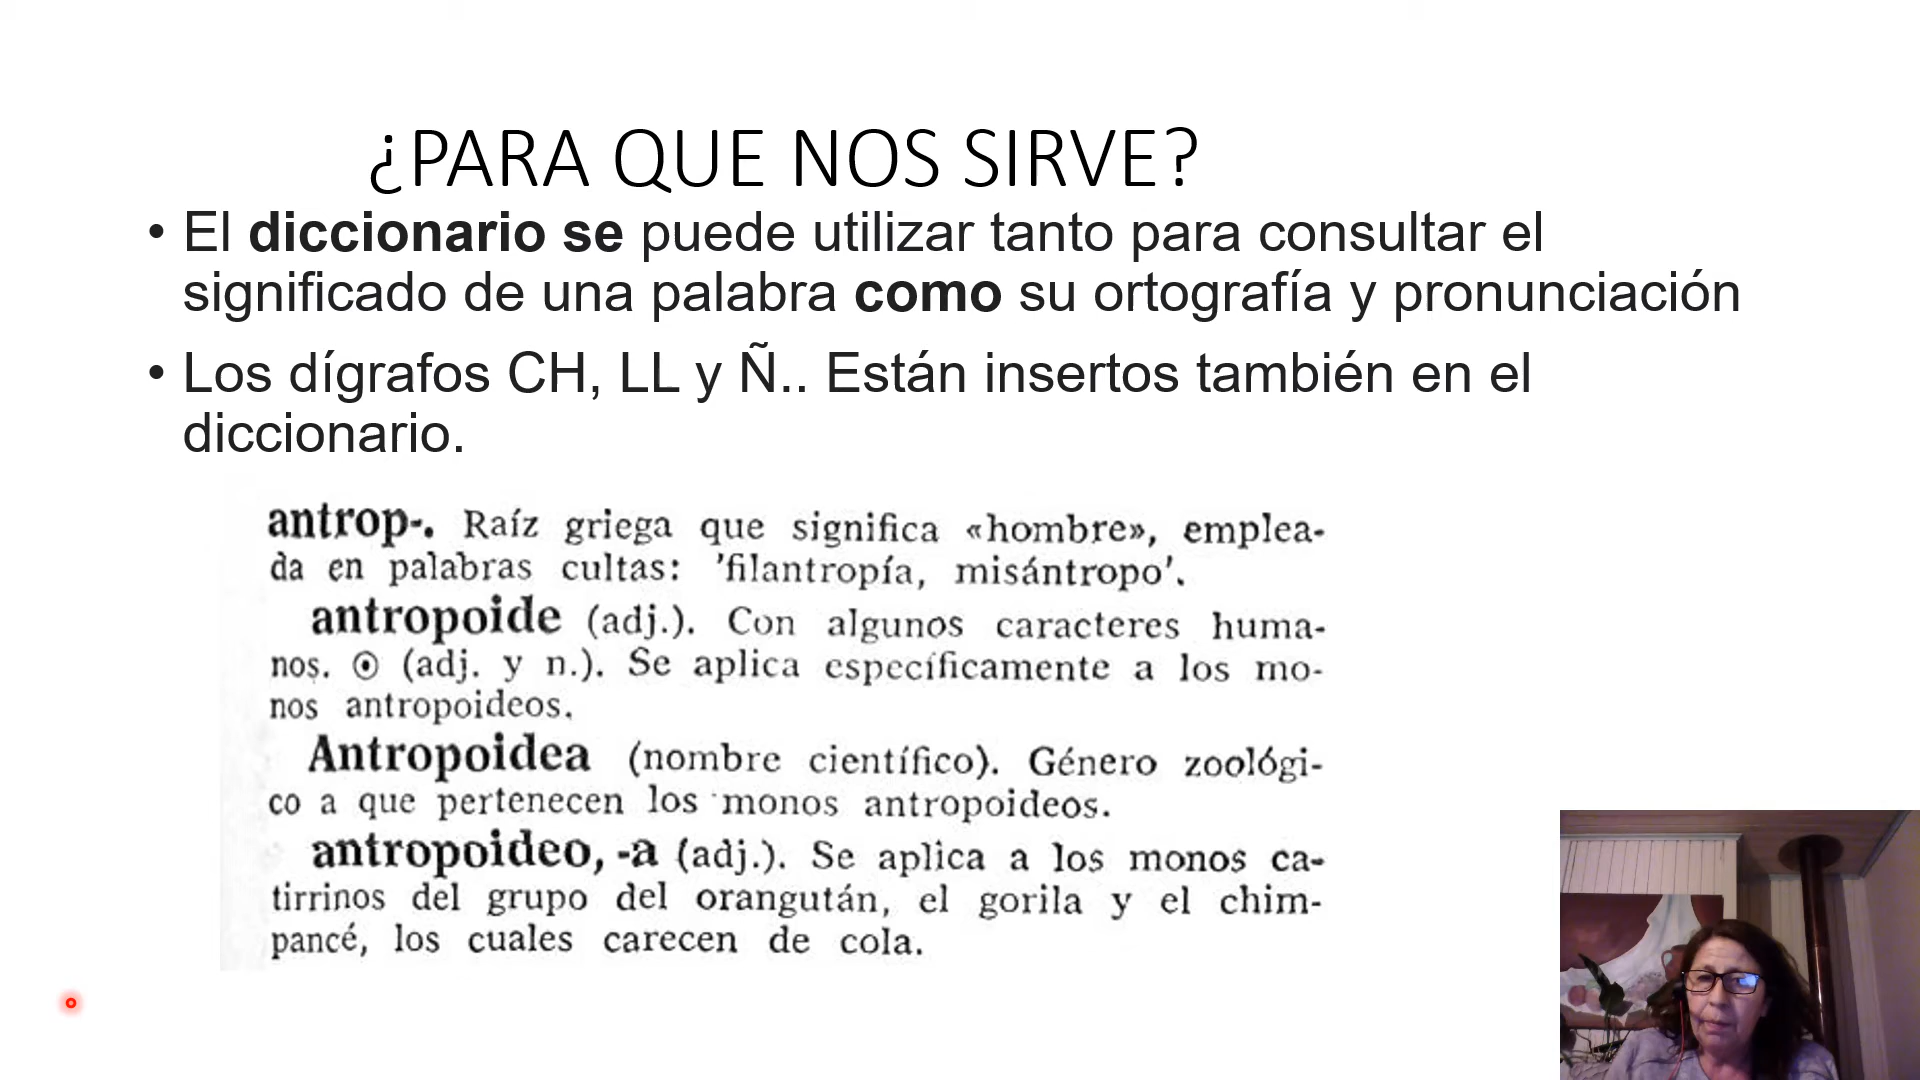 ¿PARA QUE NOS SIRVE?
• El diccionario se puede utilizar tanto para consultar el
significado de una palabra como su ortografía y pronunciación
• Los dígrafos CH, LL y Ñ.. Están insertos también en el
diccionario.
antrop-. Raíz griega que significa «hombre», emplea-
da en palabras cultas: 'filantropía, misántropo'.
antropoide (adj.). Con algunos caracteres huma-
nos. ⊙ (adj. y n.). Se aplica específicamente a los mo-
nos antropoideos.
Antropoidea (nombre científico). Género zoológi-
co a que pertenecen los monos antropoideos.
antropoideo, -a (adj.). Se aplica a los monos ca-
tirrinos del grupo del orangután, el gorila y el chim-
pancé, los cuales carecen de cola.